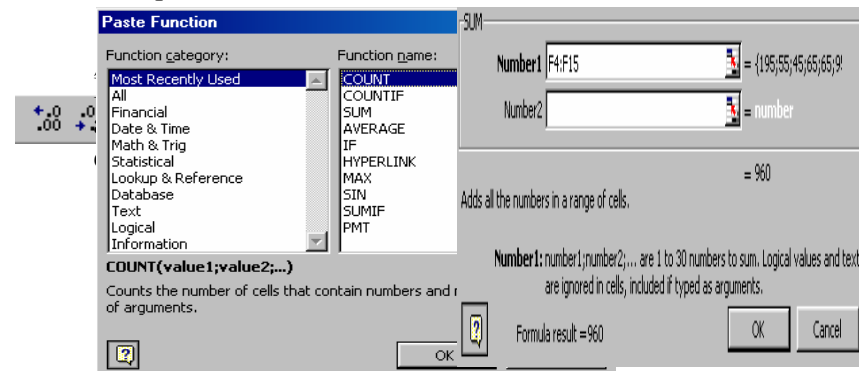 Paste Function
Function category:
Function name:
Most Recently Used
All
Financial
Date & Time
Math & Trig
Statistical
Lookup & Reference
Database
Text
Logical
Information
COUNT
COUNTIF
SUM
AVERAGE
IF
HYPERLINK
MAX
SIN
SUMIF
PMT
COUNT(value1;value2;...)
Counts the number of cells that contain numbers and
of arguments.
OK
←.0
.00
.0
SUM
Number1 F4:F15 = {195;55;45;65;65;9!
Number2 = number
= 960
Adds all the numbers in a range of cells.
Number1: number1;number2;... are 1 to 30 numbers to sum. Logical values and text
are ignored in cells, included if typed as arguments.
Formula result =960
OK
Cancel